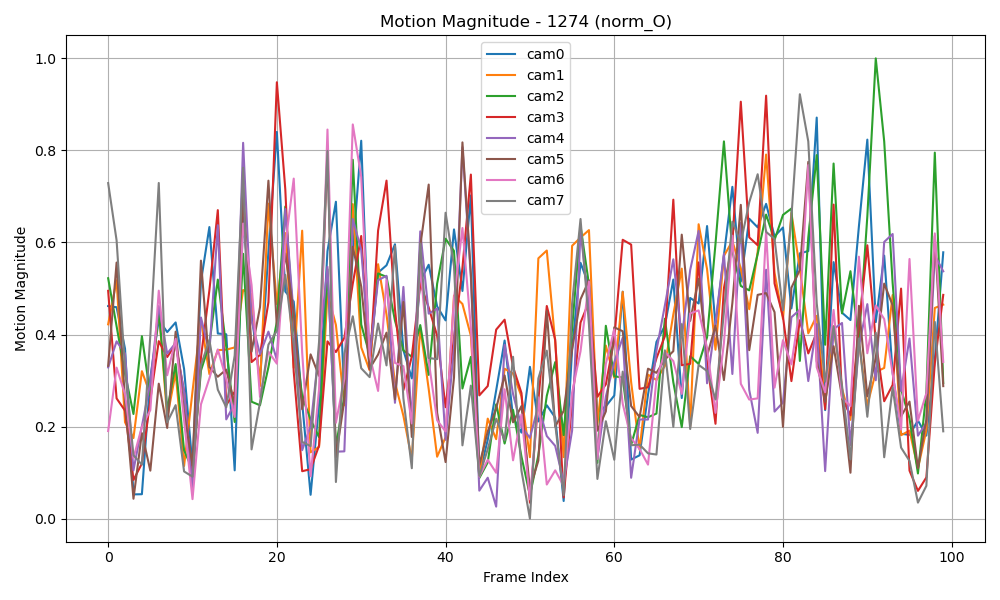 Motion Magnitude - 1274 (norm_O)
Motion Magnitude
1.0
0.8
0.6
0.4
0.2
0.0
cam0
cam1
cam2
cam3
cam4
cam5
cam6
cam7
0 20 40 60 80 100
Frame Index